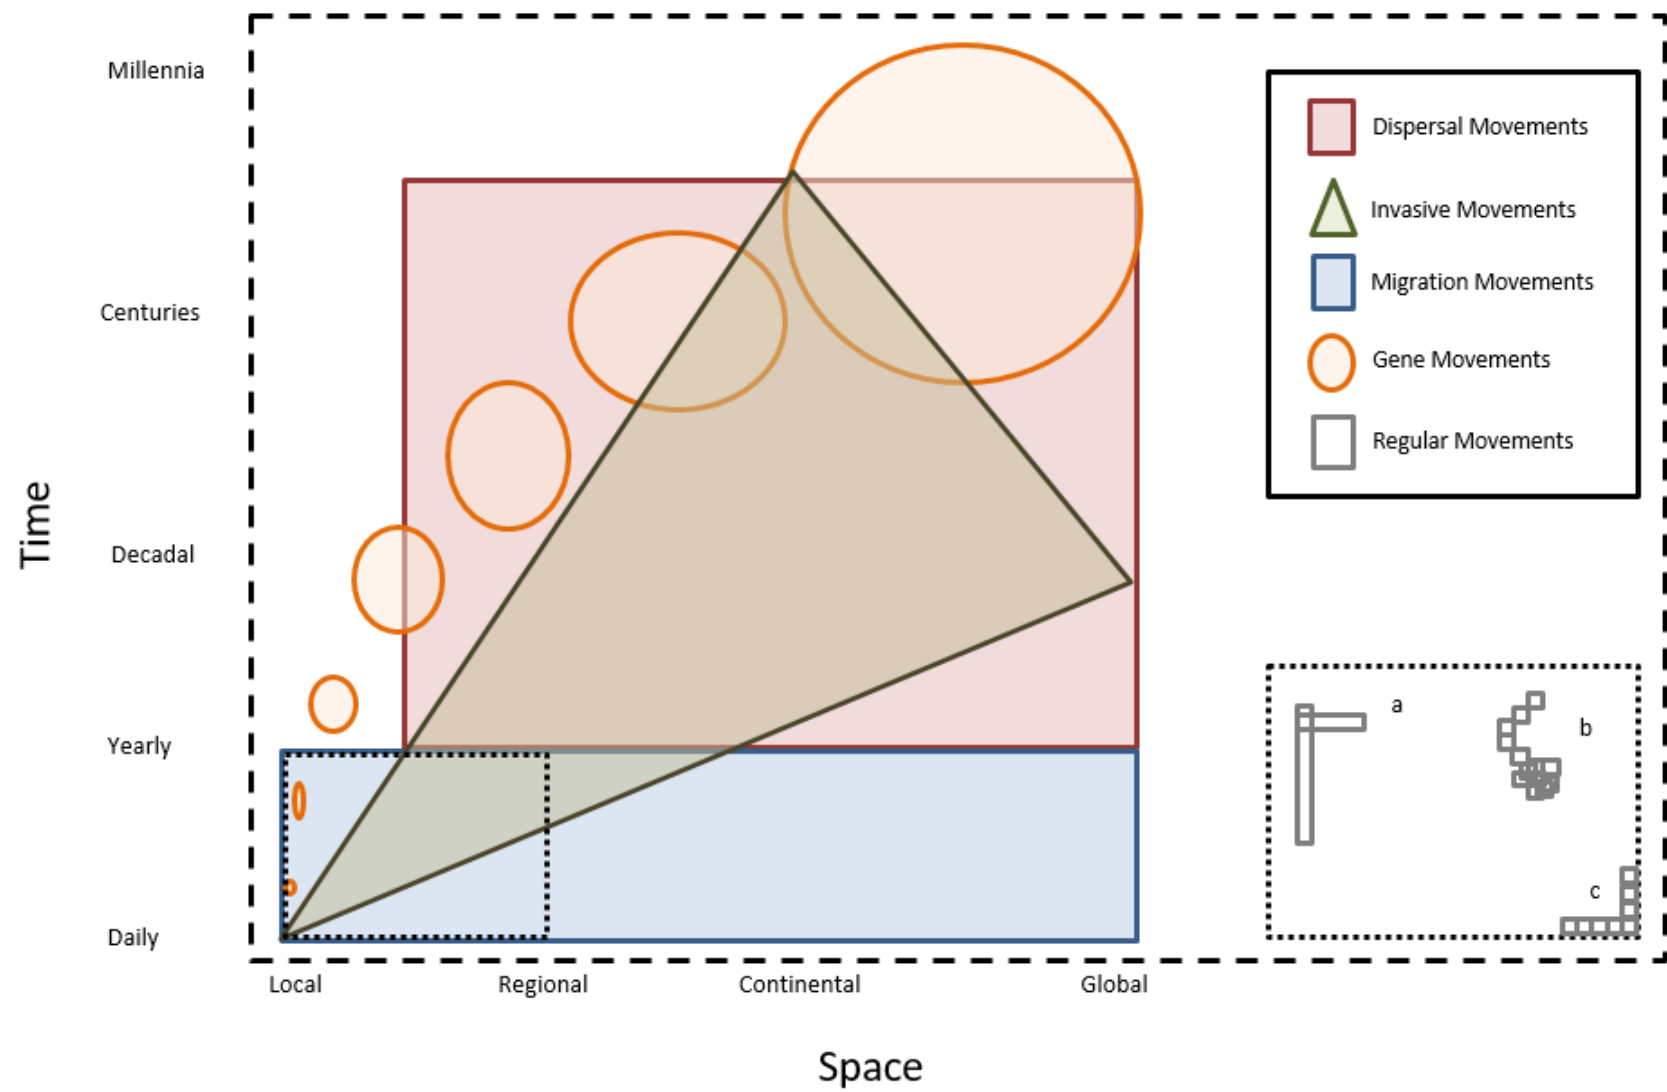 Millennia
Centuries
Decadal
Yearly
Daily
Time
Local
Regional
Continental
Global
Space
Dispersal Movements
Invasive Movements
Migration Movements
Gene Movements
Regular Movements
a
b
c